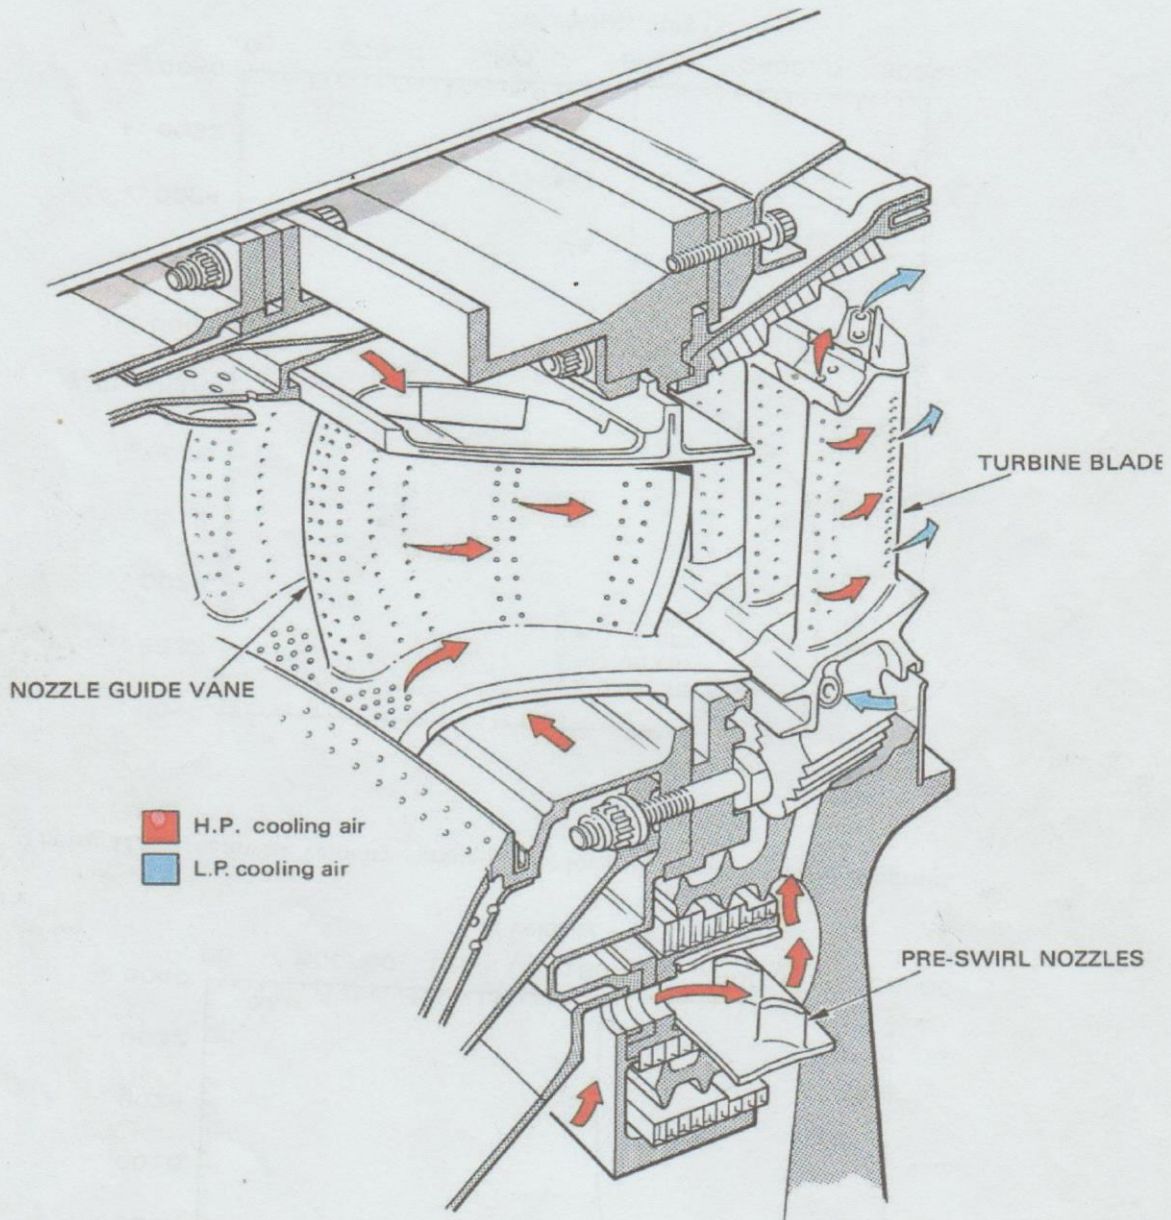 TURBINE BLADE
NOZZLE GUIDE VANE
H.P. cooling air
L.P. cooling air
PRE-SWIRL NOZZLES